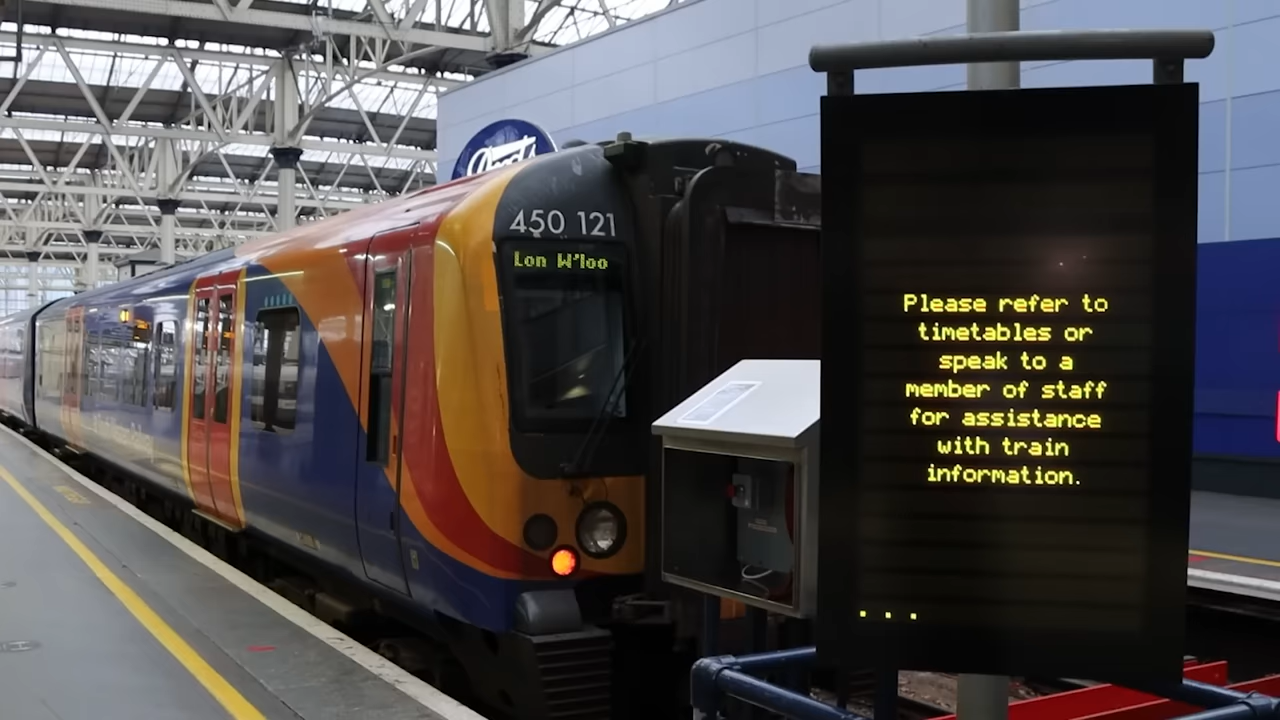 Boots
450 121
Lon W'loo
Please refer to
timetables or
speak to a
member of staff
for assistance
with train
information.
...